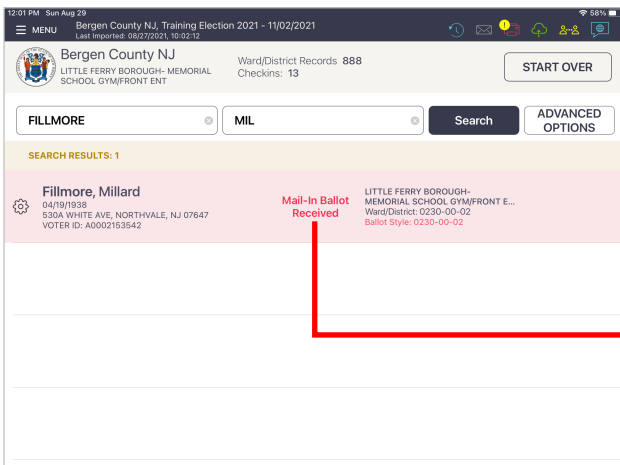 12:01 PM Sun Aug 29
58%
MENU
Bergen County NJ, Training Election 2021 - 11/02/2021
Last Imported: 08/27/2021, 10:02:12
Bergen County NJ
LITTLE FERRY BOROUGH- MEMORIAL
SCHOOL GYM/FRONT ENT
Ward/District Records 888
Checkins: 13
START OVER
FILLMORE
MIL
Search
ADVANCED
OPTIONS
SEARCH RESULTS: 1
Fillmore, Millard
04/19/1938
530A WHITE AVE, NORTHVALE, NJ 07647
VOTER ID: A0002153542
Mail-In Ballot
Received
LITTLE FERRY BOROUGH-
MEMORIAL SCHOOL GYM/FRONT E...
Ward/District: 0230-00-02
Ballot Style: 0230-00-02